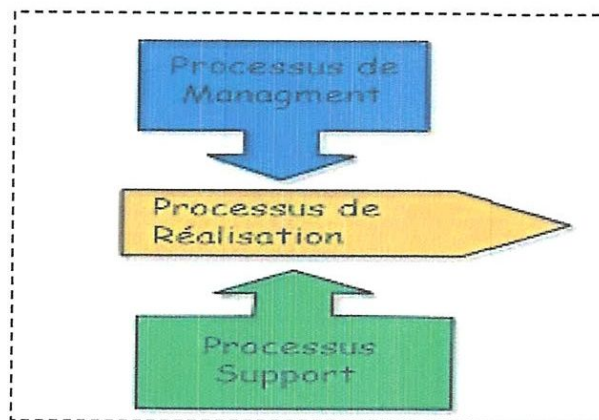 Processus de
Managment
Processus de
Réalisation
Processus
Support